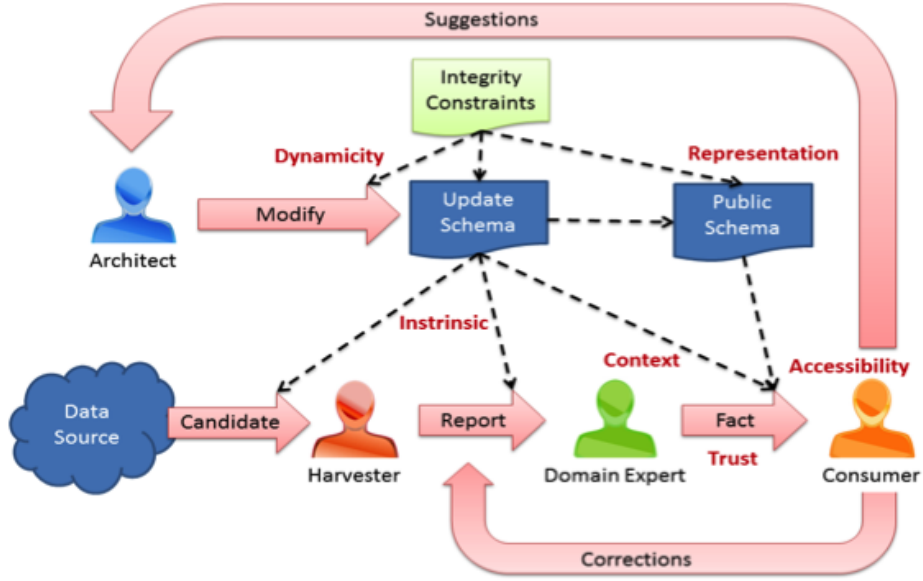 Suggestions
Integrity
Constraints
Dynamicity
Representation
Modify
Update
Schema
Public
Schema
Architect
Instrinsic
Context
Accessibility
Data
Source
Candidate
Report
Fact
Trust
Harvester
Domain Expert
Consumer
Corrections